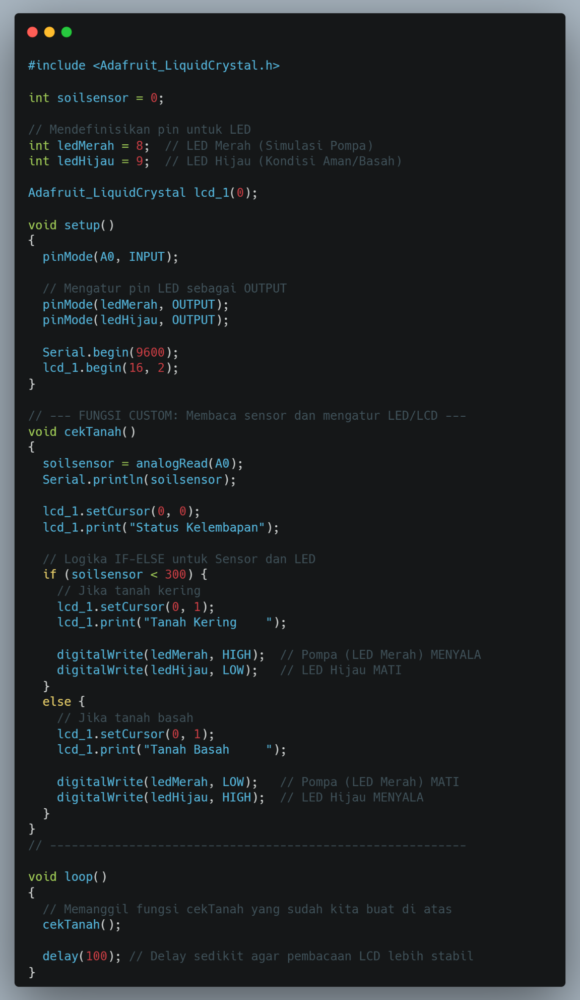 #include <Adafruit_LiquidCrystal.h>

int soilsensor = 0;

// Mendefinisikan pin untuk LED
int ledMerah = 8;  // LED Merah (Simulasi Pompa)
int ledHijau = 9;  // LED Hijau (Kondisi Aman/Basah)

Adafruit_LiquidCrystal lcd_1(0);

void setup()
{
  pinMode(A0, INPUT);

  // Mengatur pin LED sebagai OUTPUT
  pinMode(ledMerah, OUTPUT);
  pinMode(ledHijau, OUTPUT);

  Serial.begin(9600);
  lcd_1.begin(16, 2);
}

// --- FUNGSI CUSTOM: Membaca sensor dan mengatur LED/LCD ---
void cekTanah()
{
  soilsensor = analogRead(A0);
  Serial.println(soilsensor);

  lcd_1.setCursor(0, 0);
  lcd_1.print("Status Kelembapan");

  // Logika IF-ELSE untuk Sensor dan LED
  if (soilsensor < 300) {
    // Jika tanah kering
    lcd_1.setCursor(0, 1);
    lcd_1.print("Tanah Kering    ");

    digitalWrite(ledMerah, HIGH);  // Pompa (LED Merah) MENYALA
    digitalWrite(ledHijau, LOW);   // LED Hijau MATI
  }
  else {
    // Jika tanah basah
    lcd_1.setCursor(0, 1);
    lcd_1.print("Tanah Basah     ");

    digitalWrite(ledMerah, LOW);   // Pompa (LED Merah) MATI
    digitalWrite(ledHijau, HIGH);  // LED Hijau MENYALA
  }
}
// ----------------------------------------------------------

void loop()
{
  // Memanggil fungsi cekTanah yang sudah kita buat di atas
  cekTanah();

  delay(100); // Delay sedikit agar pembacaan LCD lebih stabil
}